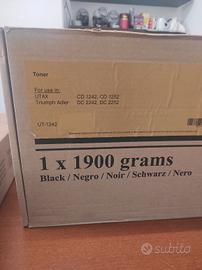 Toner
For use in:
UTAX CD 1242, CD 1252
Triumph Adler DC 2242, DC 2252
UT-1242
1 x 1900 grams
Black / Negro / Noir / Schwarz / Nero
subito